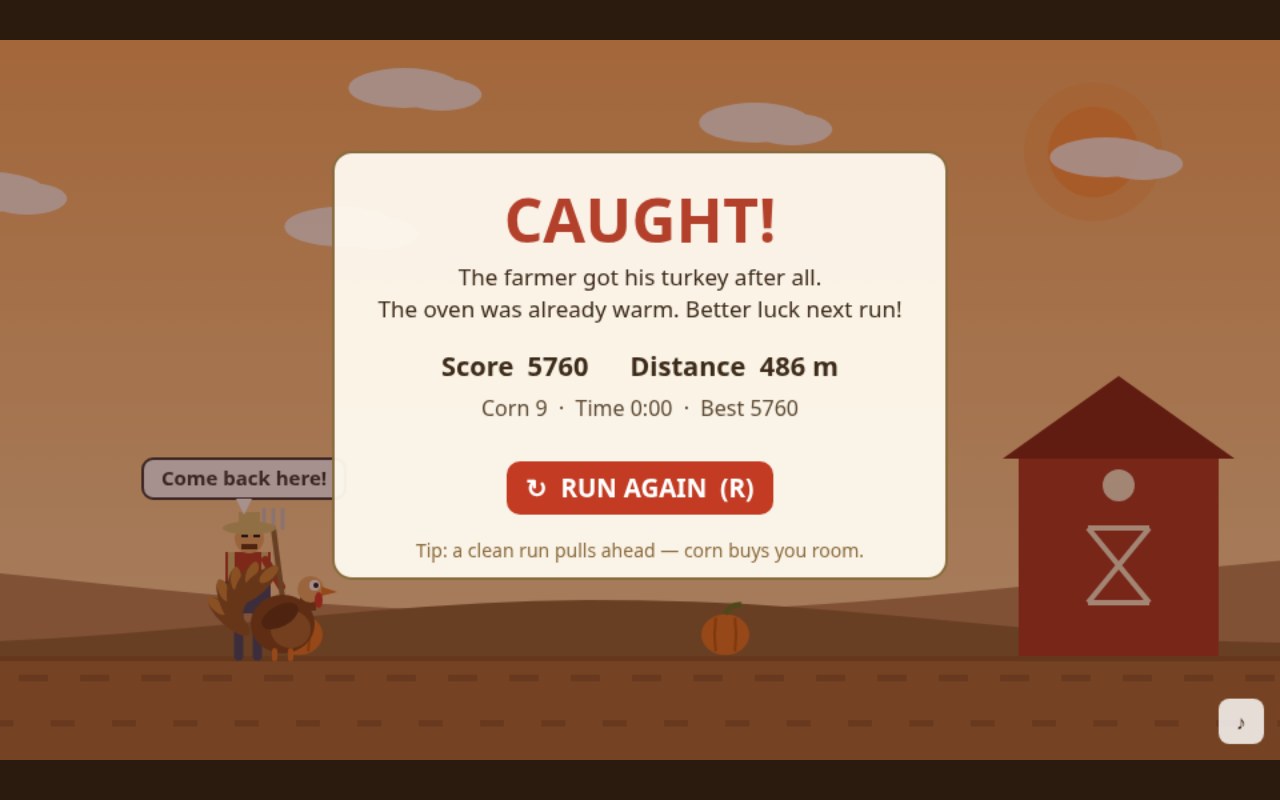 CAUGHT!
The farmer got his turkey after all.
The oven was already warm. Better luck next run!
Score 5760 Distance 486 m
Corn 9 · Time 0:00 · Best 5760
Come back here!
↻ RUN AGAIN (R)
Tip: a clean run pulls ahead — corn buys you room.
♪